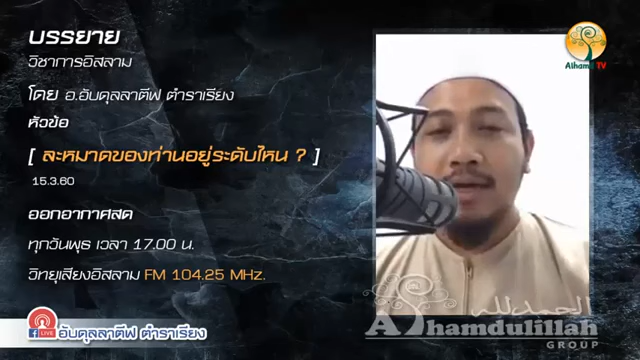 บรรยาย
วิชาการอิสลาม
โดย อ.อับดุลลาตีฟ ตำราเรียง
หัวข้อ
[ ละหมาดของท่านอยู่ระดับไหน ? ]
15.3.60
ออกอากาศสด
ทุกวันพุธ เวลา 17.00 น.
วิทยุเสียงอิสลาม FM 104.25 MHz.
f LIVE
อับดุลลาตีฟ ตำราเรียง
Alhamd TV
الحمد لله
Alhamdulillah
GROUP